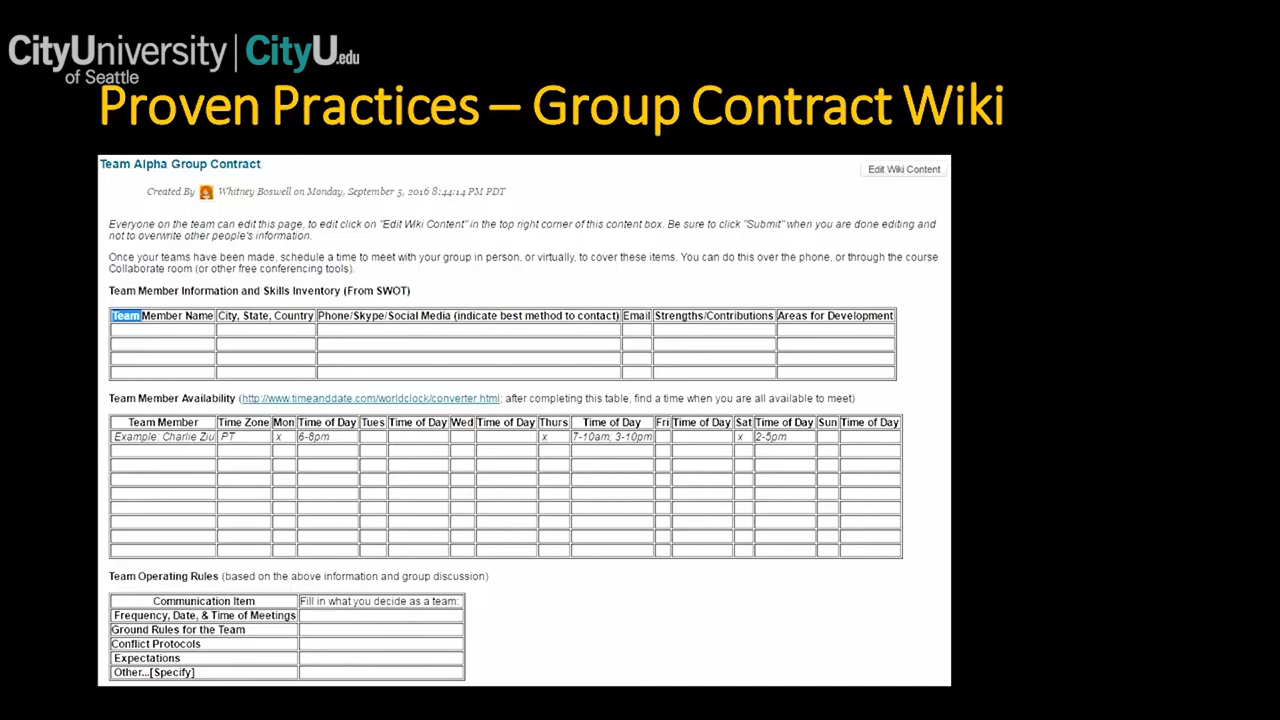 CityUniversity | CityU.edu
of Seattle
Proven Practices – Group Contract Wiki
Team Alpha Group Contract
Edit Wiki Content
Created By Whitney Boswell on Monday, September 5, 2016 8:44:14 PM PDT
Everyone on the team can edit this page, to edit click on "Edit Wiki Content" in the top right corner of this content box. Be sure to click "Submit" when you are done editing and
not to overwrite other people's information.
Once your teams have been made, schedule a time to meet with your group in person, or virtually, to cover these items. You can do this over the phone, or through the course
Collaborate room (or other free conferencing tools).
Team Member Information and Skills Inventory (From SWOT)
Team Member Name City, State, Country Phone/Skype/Social Media (indicate best method to contact) Email Strengths/Contributions Areas for Development
Team Member Availability (http://www.timeanddate.com/worldclock/converter.html; after completing this table, find a time when you are all available to meet)
Team Member Time Zone Mon Time of Day Tues Time of Day Wed Time of Day Thurs Time of Day Fri Time of Day Sat Time of Day Sun Time of Day
Example: Charlie Ziu PT x 6-8pm x 7-10am; 3-10pm x 2-5pm
Team Operating Rules (based on the above information and group discussion)
Communication Item Fill in what you decide as a team:
Frequency, Date, & Time of Meetings
Ground Rules for the Team
Conflict Protocols
Expectations
Other...[Specify]